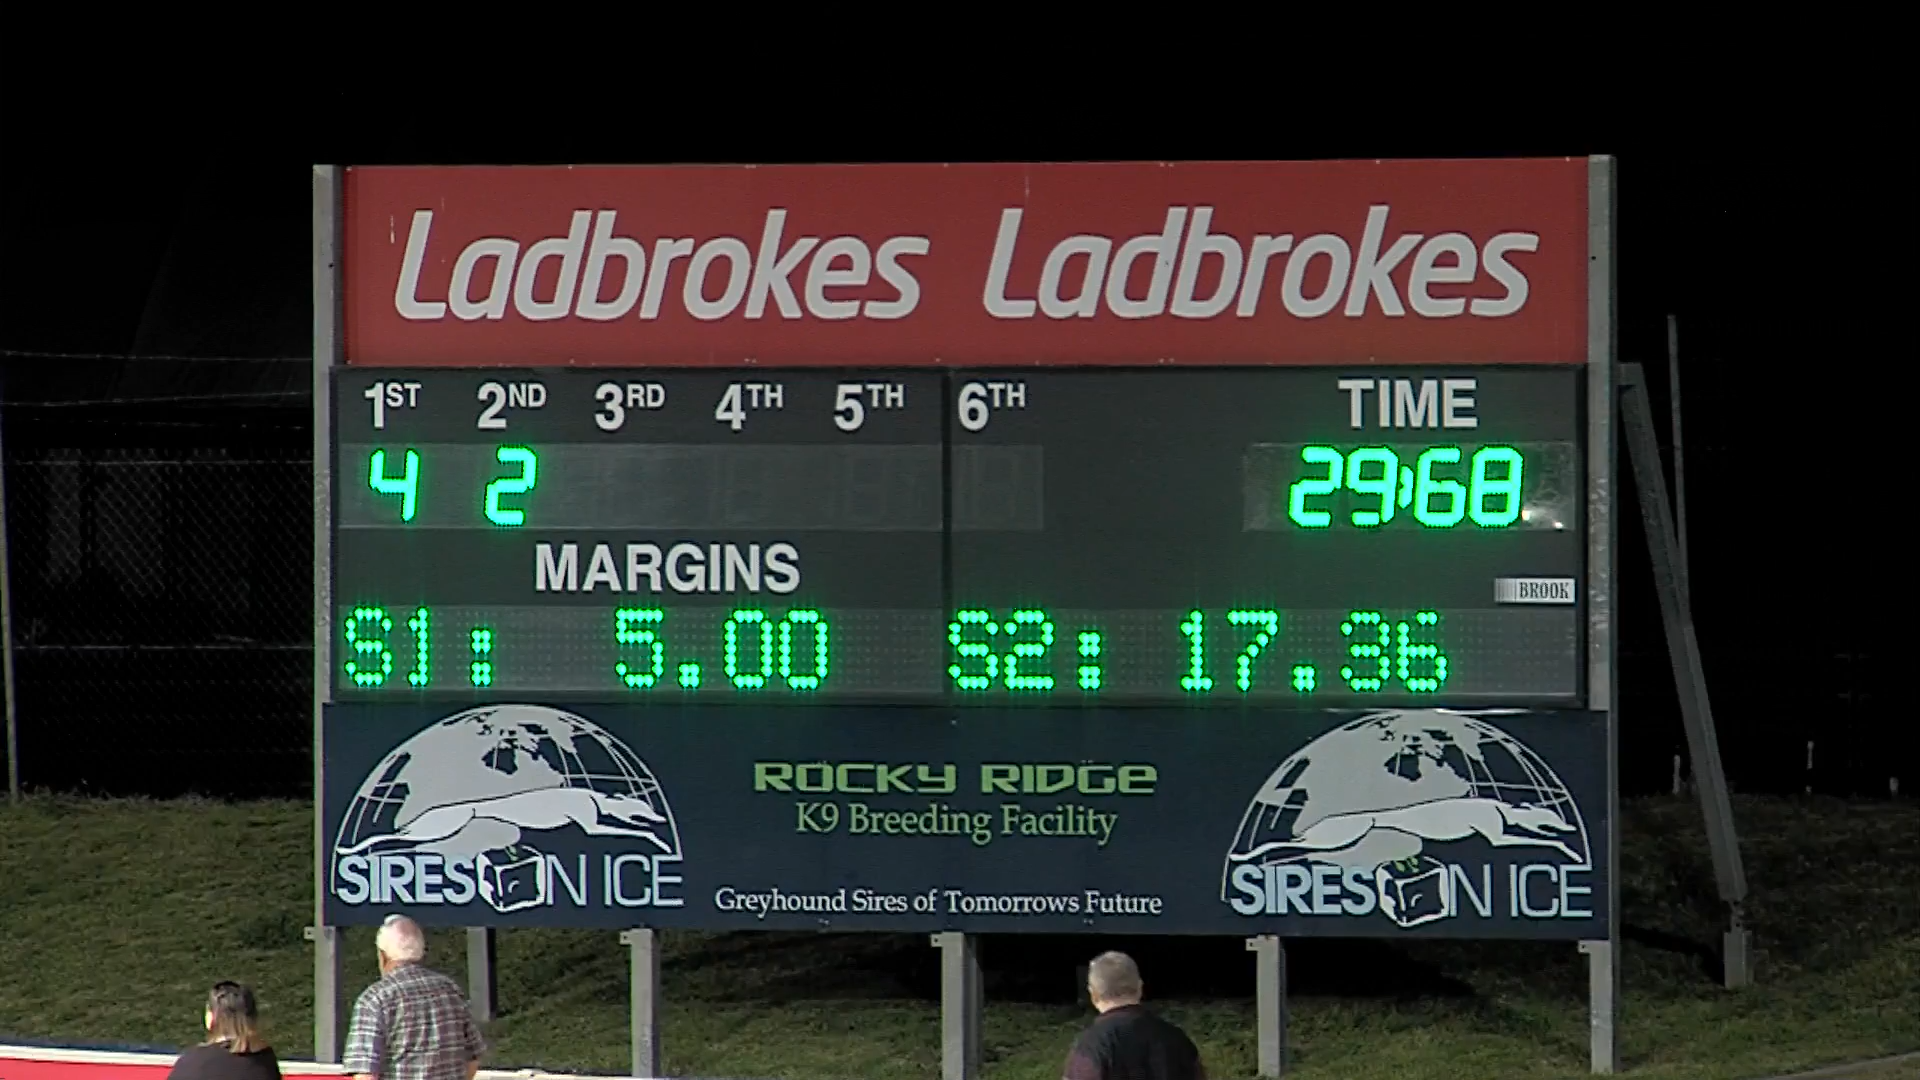 Ladbrokes Ladbrokes
1ST 2ND 3RD 4TH 5TH 6TH TIME
4 2 29:68
MARGINS
BROOK
S1: 5.00 S2: 17.36
ROCKY RIDGE
K9 Breeding Facility
SIRES ON ICE
Greyhound Sires of Tomorrows Future
SIRES ON ICE